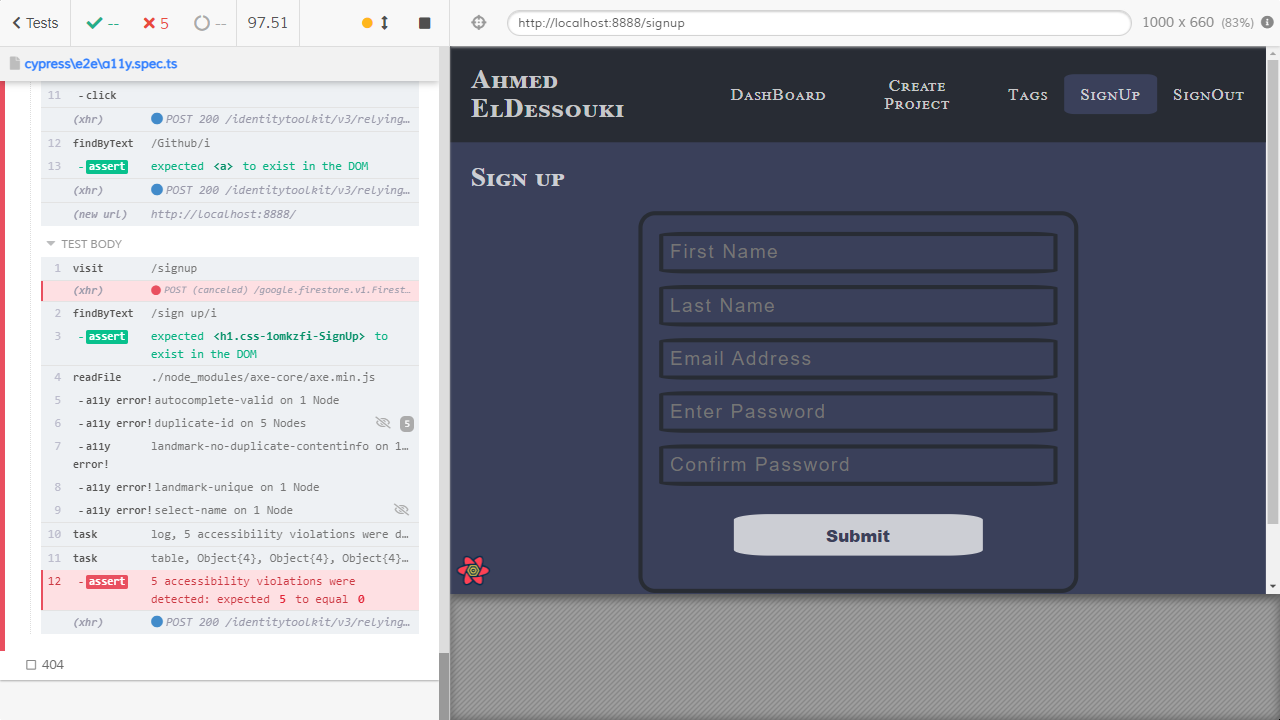 Tests
--
5
--
97.51
http://localhost:8888/signup
1000 x 660 (83%)
cypress\e2e\a11y.spec.ts
11 -click
(xhr) POST 200 /identitytoolkit/v3/relying…
12 findByText /Github/i
13 -assert expected <a> to exist in the DOM
(xhr) POST 200 /identitytoolkit/v3/relying…
(new url) http://localhost:8888/
TEST BODY
1 visit /signup
(xhr) POST (canceled) /google.firestore.v1.Firest…
2 findByText /sign up/i
3 -assert expected <h1.css-1omkzfi-SignUp> to
exist in the DOM
4 readFile ./node_modules/axe-core/axe.min.js
5 -a11y error! autocomplete-valid on 1 Node
6 -a11y error! duplicate-id on 5 Nodes 5
7 -a11y landmark-no-duplicate-contentinfo on 1…
error!
8 -a11y error! landmark-unique on 1 Node
9 -a11y error! select-name on 1 Node
10 task log, 5 accessibility violations were d…
11 task table, Object{4}, Object{4}, Object{4}…
12 -assert 5 accessibility violations were
detected: expected 5 to equal 0
(xhr) POST 200 /identitytoolkit/v3/relying…
404
Ahmed
ElDessouki
DashBoard
Create
Project
Tags
SignUp
SignOut
Sign up
First Name
Last Name
Email Address
Enter Password
Confirm Password
Submit